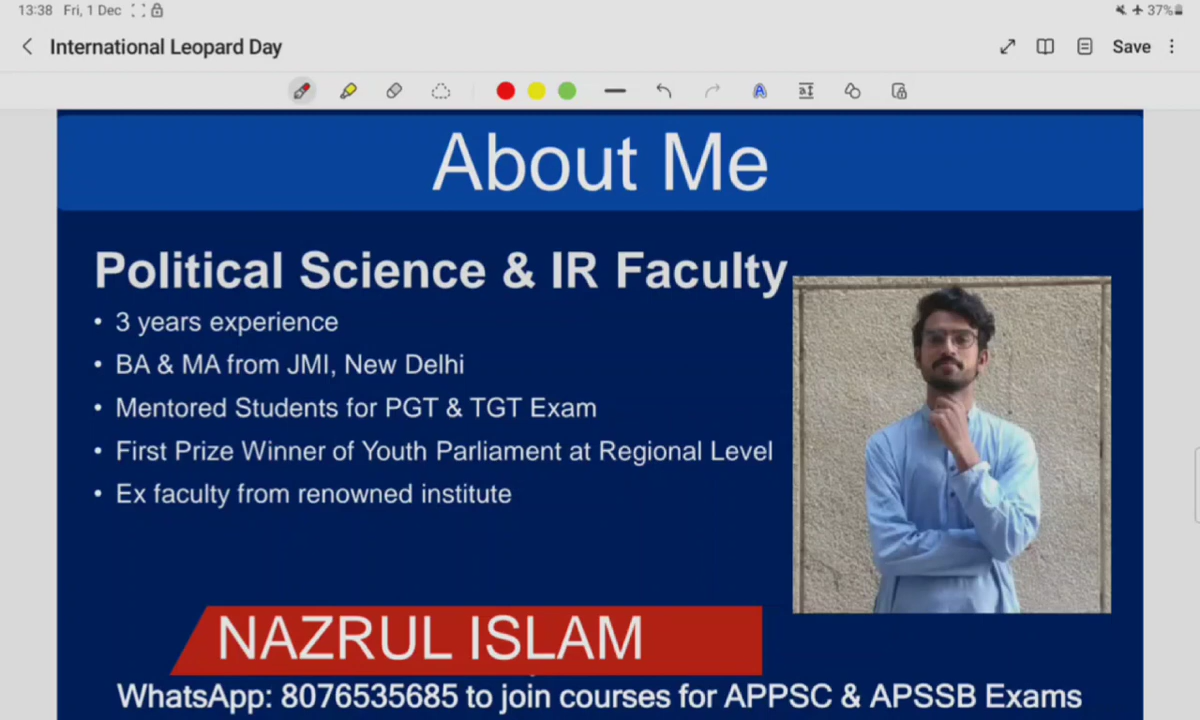 13:38 Fri, 1 Dec
37%
International Leopard Day
Save
About Me
Political Science & IR Faculty
• 3 years experience
• BA & MA from JMI, New Delhi
• Mentored Students for PGT & TGT Exam
• First Prize Winner of Youth Parliament at Regional Level
• Ex faculty from renowned institute
NAZRUL ISLAM
WhatsApp: 8076535685 to join courses for APPSC & APSSB Exams